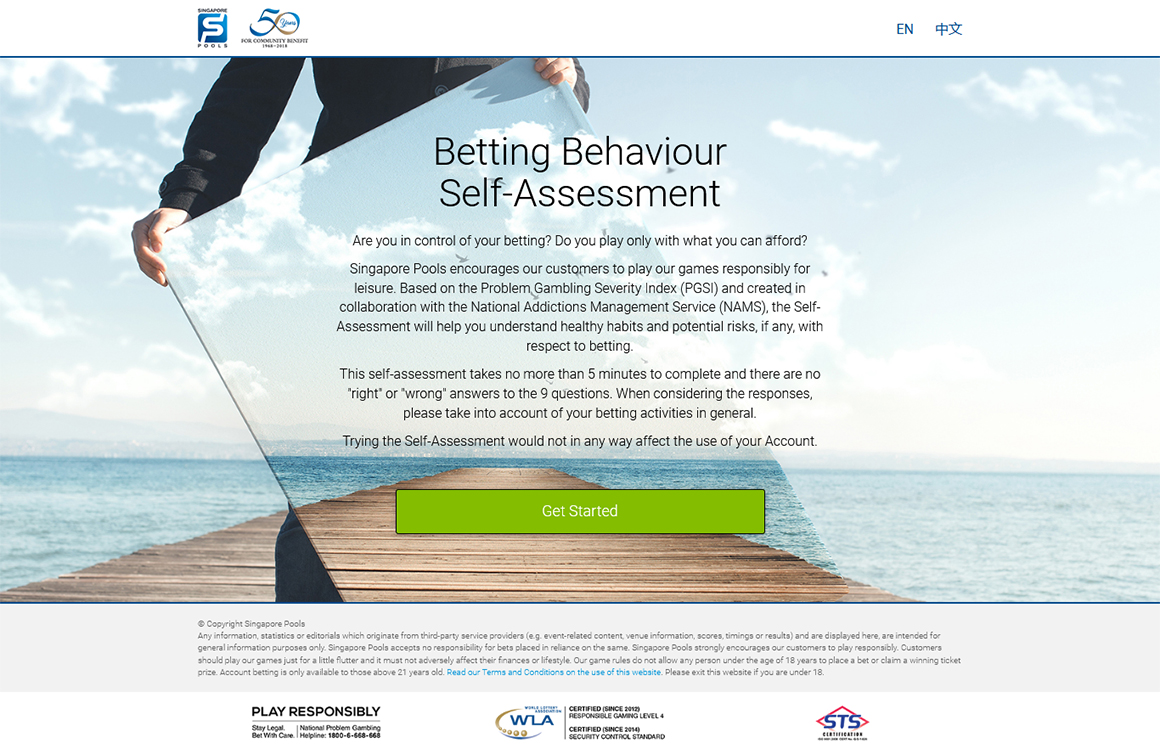 SINGAPORE
S
POOLS
50 Years
FOR COMMUNITY BENEFIT
1968-2018
EN 中文
Betting Behaviour
Self-Assessment
Are you in control of your betting? Do you play only with what you can afford?
Singapore Pools encourages our customers to play our games responsibly for
leisure. Based on the Problem Gambling Severity Index (PGSI) and created in
collaboration with the National Addictions Management Service (NAMS), the Self-
Assessment will help you understand healthy habits and potential risks, if any, with
respect to betting.
This self-assessment takes no more than 5 minutes to complete and there are no
"right" or "wrong" answers to the 9 questions. When considering the responses,
please take into account of your betting activities in general.
Trying the Self-Assessment would not in any way affect the use of your Account.
Get Started
© Copyright Singapore Pools
Any information, statistics or editorials which originate from third-party service providers (e.g. event-related content, venue information, scores, timings or results) and are displayed here, are intended for
general information purposes only. Singapore Pools accepts no responsibility for bets placed in reliance on the same. Singapore Pools strongly encourages our customers to play responsibly. Customers
should play our games just for a little flutter and it must not adversely affect their finances or lifestyle. Our game rules do not allow any person under the age of 18 years to place a bet or claim a winning ticket
prize. Account betting is only available to those above 21 years old. Read our Terms and Conditions on the use of this website. Please exit this website if you are under 18.
PLAY RESPONSIBLY
Stay Legal. National Problem Gambling
Bet With Care. Helpline: 1800-6-668-668
WORLD LOTTERY
ASSOCIATION
WLA
CERTIFIED (SINCE 2012)
RESPONSIBLE GAMING LEVEL 4
CERTIFIED (SINCE 2014)
SECURITY CONTROL STANDARD
STS
CERTIFICATION